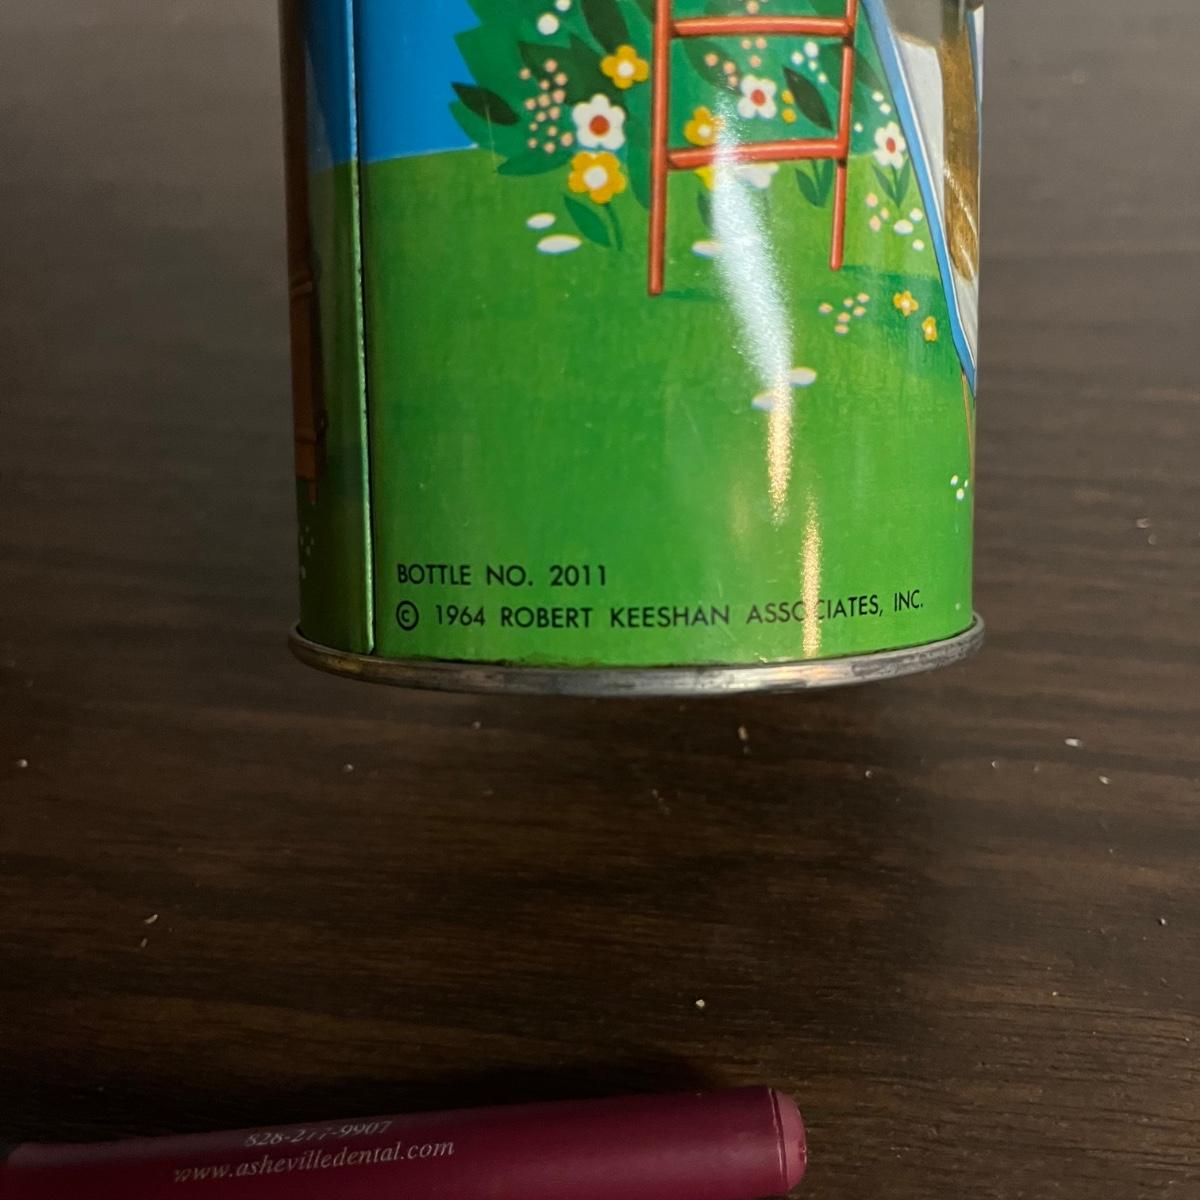 BOTTLE NO. 2011
© 1964 ROBERT KEESHAN ASSOCIATES, INC.
828-277-9907
www.ashevilledental.com